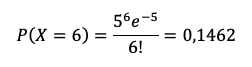 P(X = 6) = 5⁶e⁻⁵ / 6! = 0,1462